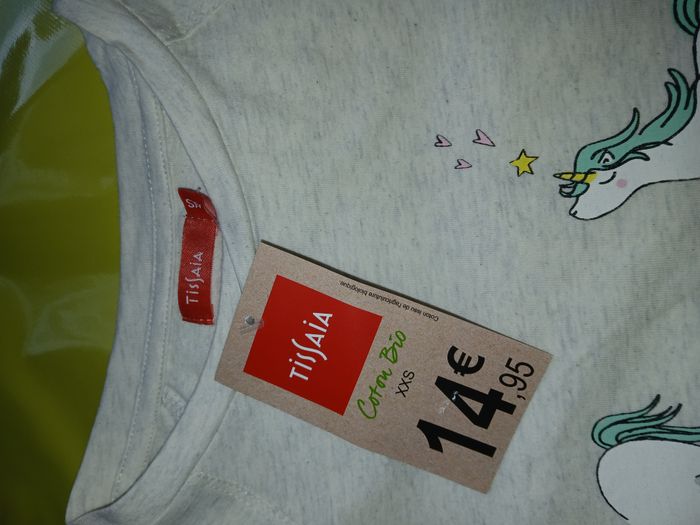 S
TISSAIA
TISSAIA
Coton Bio
Coton issu de l'agriculture biologique.
XXS
14€,95